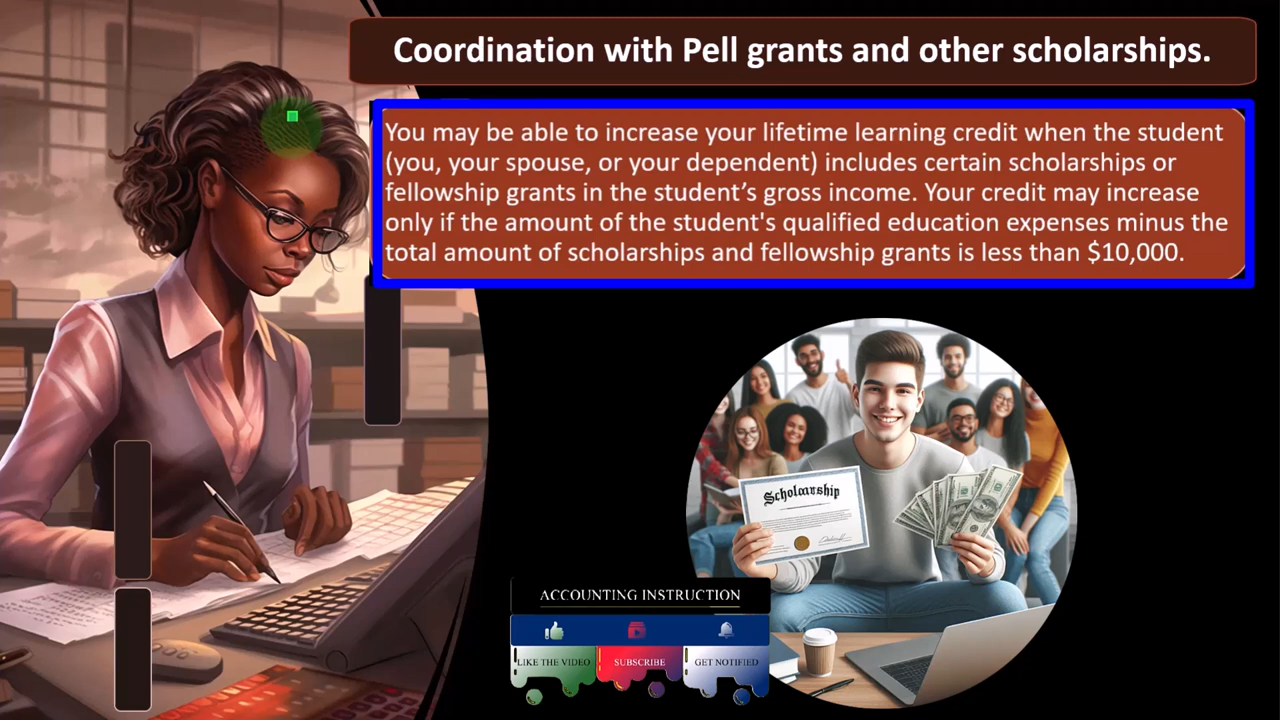 Coordination with Pell grants and other scholarships.
You may be able to increase your lifetime learning credit when the student
(you, your spouse, or your dependent) includes certain scholarships or
fellowship grants in the student’s gross income. Your credit may increase
only if the amount of the student's qualified education expenses minus the
total amount of scholarships and fellowship grants is less than $10,000.
Scholarship
ACCOUNTING INSTRUCTION
LIKE THE VIDEO
SUBSCRIBE
GET NOTIFIED